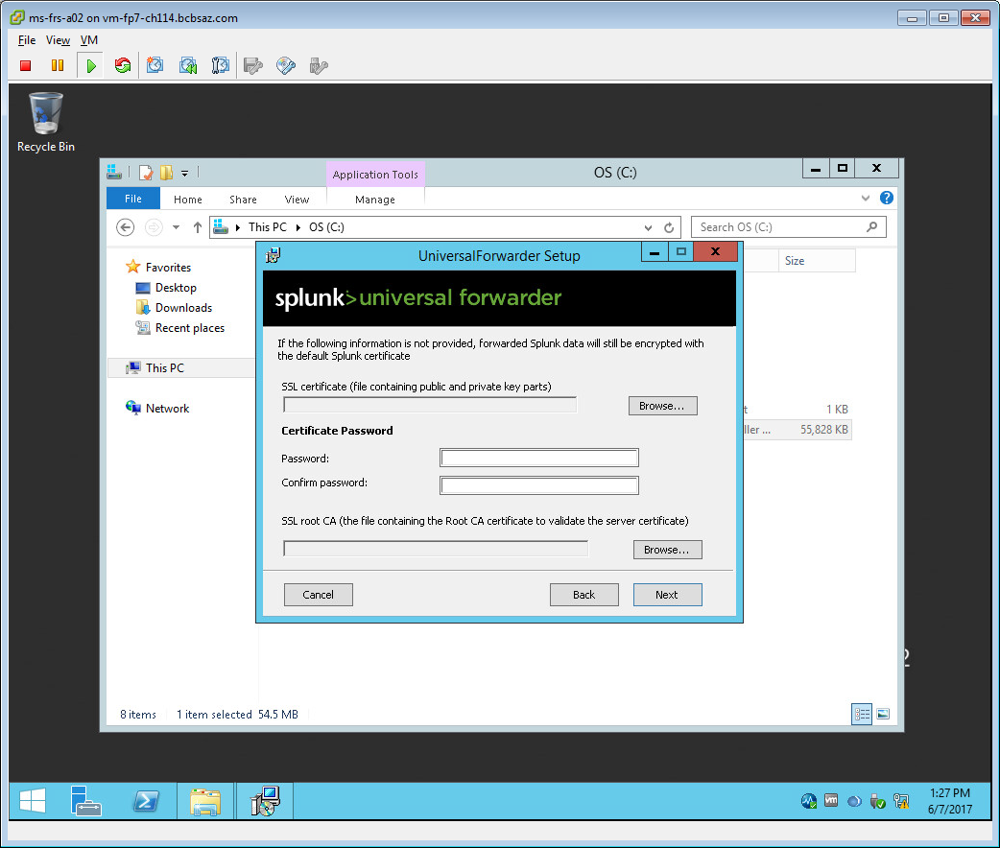 ms-frs-a02 on vm-fp7-ch114.bcbsaz.com
File View VM
Recycle Bin
Application Tools
OS (C:)
File Home Share View Manage
This PC OS (C:)
Search OS (C:)
Favorites
Desktop
Downloads
Recent places
This PC
Network
Size
1 KB
ller ... 55,828 KB
UniversalForwarder Setup
splunk>universal forwarder
If the following information is not provided, forwarded Splunk data will still be encrypted with
the default Splunk certificate
SSL certificate (file containing public and private key parts)
Browse...
Certificate Password
Password:
Confirm password:
SSL root CA (the file containing the Root CA certificate to validate the server certificate)
Browse...
Cancel Back Next
2
8 items 1 item selected 54.5 MB
vm
1:27 PM
6/7/2017